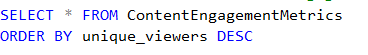 SELECT * FROM ContentEngagementMetrics
ORDER BY unique_viewers DESC